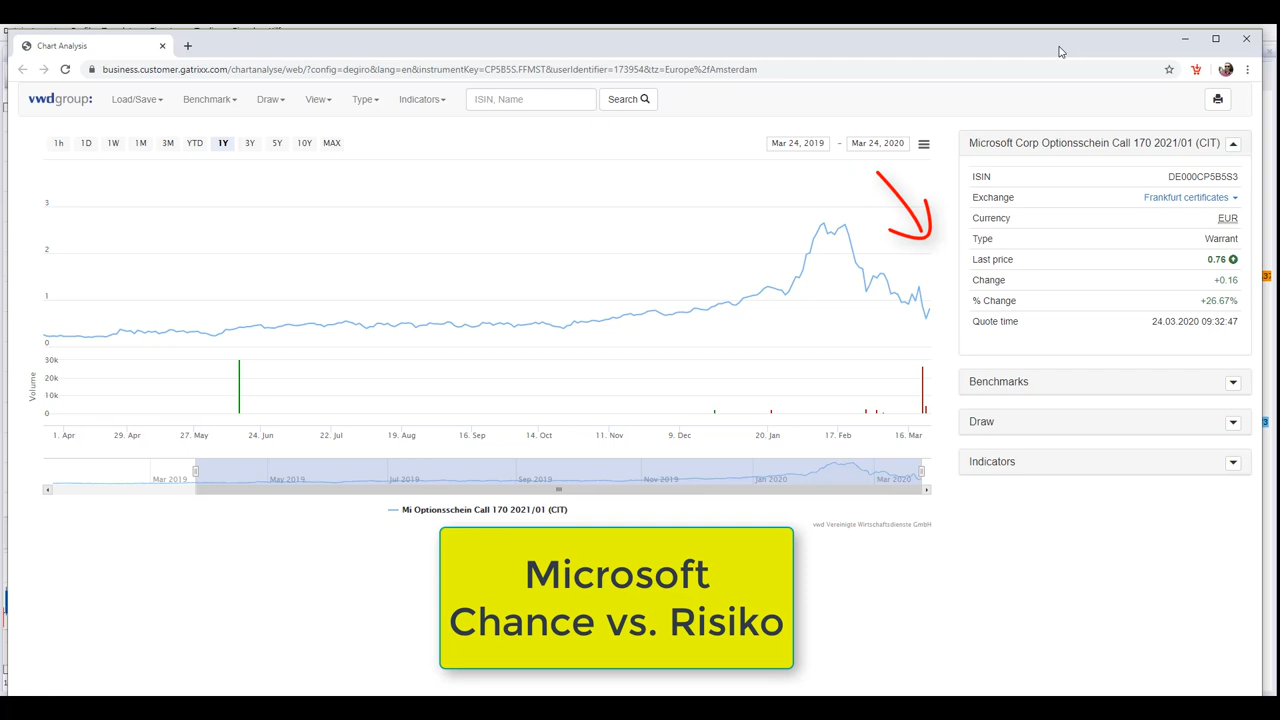 Chart Analysis
business.customer.gatrixx.com/chartanalyse/web/?config=degiro&lang=en&instrumentKey=CP5B5S.FFMST&userIdentifier=173954&tz=Europe%2fAmsterdam
vwdgroup: Load/Save Benchmark Draw View Type Indicators ISIN, Name Search
1h 1D 1W 1M 3M YTD 1Y 3Y 5Y 10Y MAX Mar 24, 2019 – Mar 24, 2020
Microsoft Corp Optionsschein Call 170 2021/01 (CIT)
ISIN DE000CP5B5S3
Exchange Frankfurt certificates
Currency EUR
Type Warrant
Last price 0.76
Change +0.16
% Change +26.67%
Quote time 24.03.2020 09:32:47
Benchmarks
Draw
Indicators
3
2
1
0
Volume
30k
20k
10k
0
1. Apr 29. Apr 27. May 24. Jun 22. Jul 19. Aug 16. Sep 14. Oct 11. Nov 9. Dec 20. Jan 17. Feb 16. Mar
Mar 2019 May 2019 Jul 2019 Sep 2019 Nov 2019 Jan 2020 Mar 2020
Mi Optionsschein Call 170 2021/01 (CIT)
vwd Vereinigte Wirtschaftsdienste GmbH
Microsoft
Chance vs. Risiko